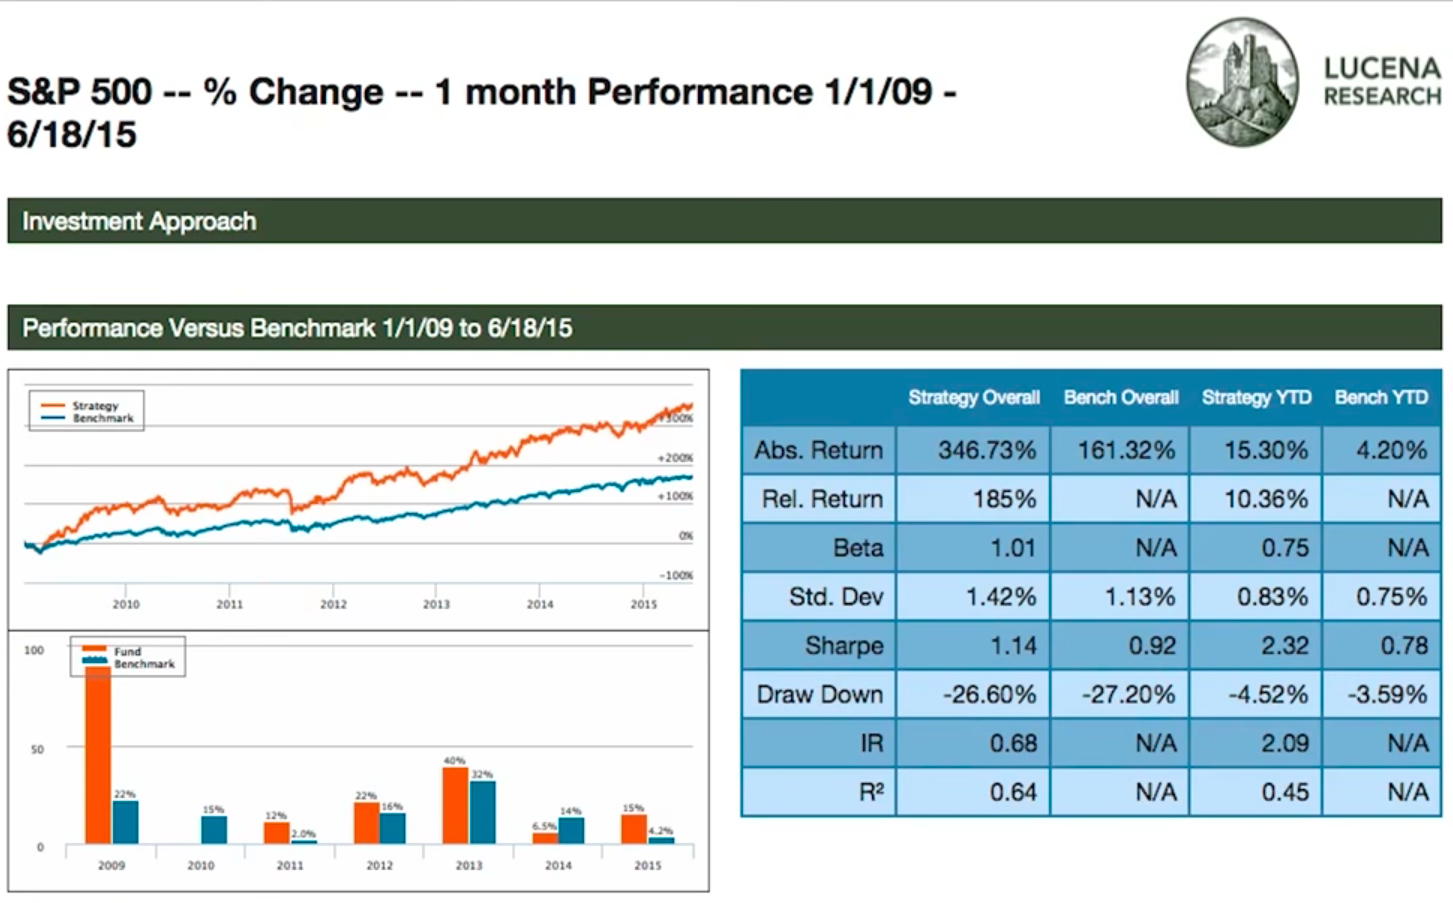 S&P 500 -- % Change -- 1 month Performance 1/1/09 -
6/18/15
LUCENA
RESEARCH
Investment Approach
Performance Versus Benchmark 1/1/09 to 6/18/15
Strategy
Benchmark
+300%
+200%
+100%
0%
-100%
2010 2011 2012 2013 2014 2015
Fund
Benchmark
100
50
0
22%
15%
12%
2.0%
22%
16%
40%
32%
6.5%
14%
15%
4.2%
2009 2010 2011 2012 2013 2014 2015
Strategy Overall Bench Overall Strategy YTD Bench YTD
Abs. Return 346.73% 161.32% 15.30% 4.20%
Rel. Return 185% N/A 10.36% N/A
Beta 1.01 N/A 0.75 N/A
Std. Dev 1.42% 1.13% 0.83% 0.75%
Sharpe 1.14 0.92 2.32 0.78
Draw Down -26.60% -27.20% -4.52% -3.59%
IR 0.68 N/A 2.09 N/A
R² 0.64 N/A 0.45 N/A